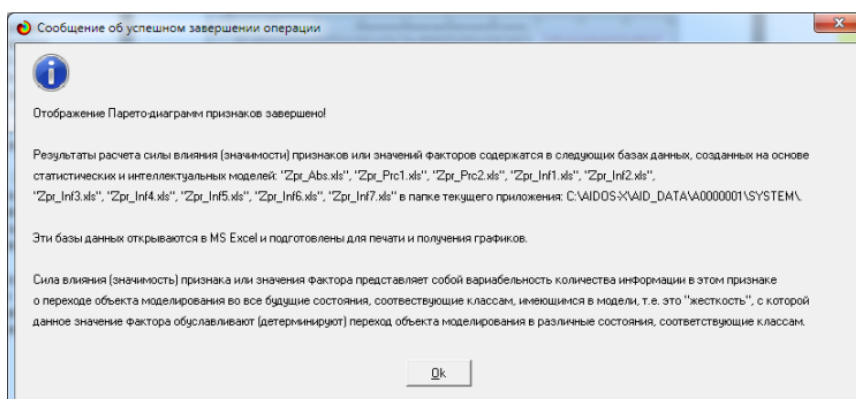 Сообщение об успешном завершении операции
Отображение Парето-диаграмм признаков завершено!
Результаты расчета силы влияния (значимости) признаков или значений факторов содержатся в следующих базах данных, созданных на основе
статистических и интеллектуальных моделей: "Zpr_Abs.xls", "Zpr_Prc1.xls", "Zpr_Prc2.xls", "Zpr_Inf1.xls", "Zpr_Inf2.xls",
"Zpr_Inf3.xls", "Zpr_Inf4.xls", "Zpr_Inf5.xls", "Zpr_Inf6.xls", "Zpr_Inf7.xls" в папке текущего приложения: C:\AIDOS-X\AID_DATA\A0000001\SYSTEM\.
Эти базы данных открываются в MS Excel и подготовлены для печати и получения графиков.
Сила влияния (значимость) признака или значения фактора представляет собой вариабельность количества информации в этом признаке
о переходе объекта моделирования во все будущие состояния, соотвествующие классам, имеющимся в модели, т.е. это "жесткость", с которой
данное значение фактора обуславливают (детерминируют) переход объекта моделирования в различные состояния, соответствующие классам.
Ok